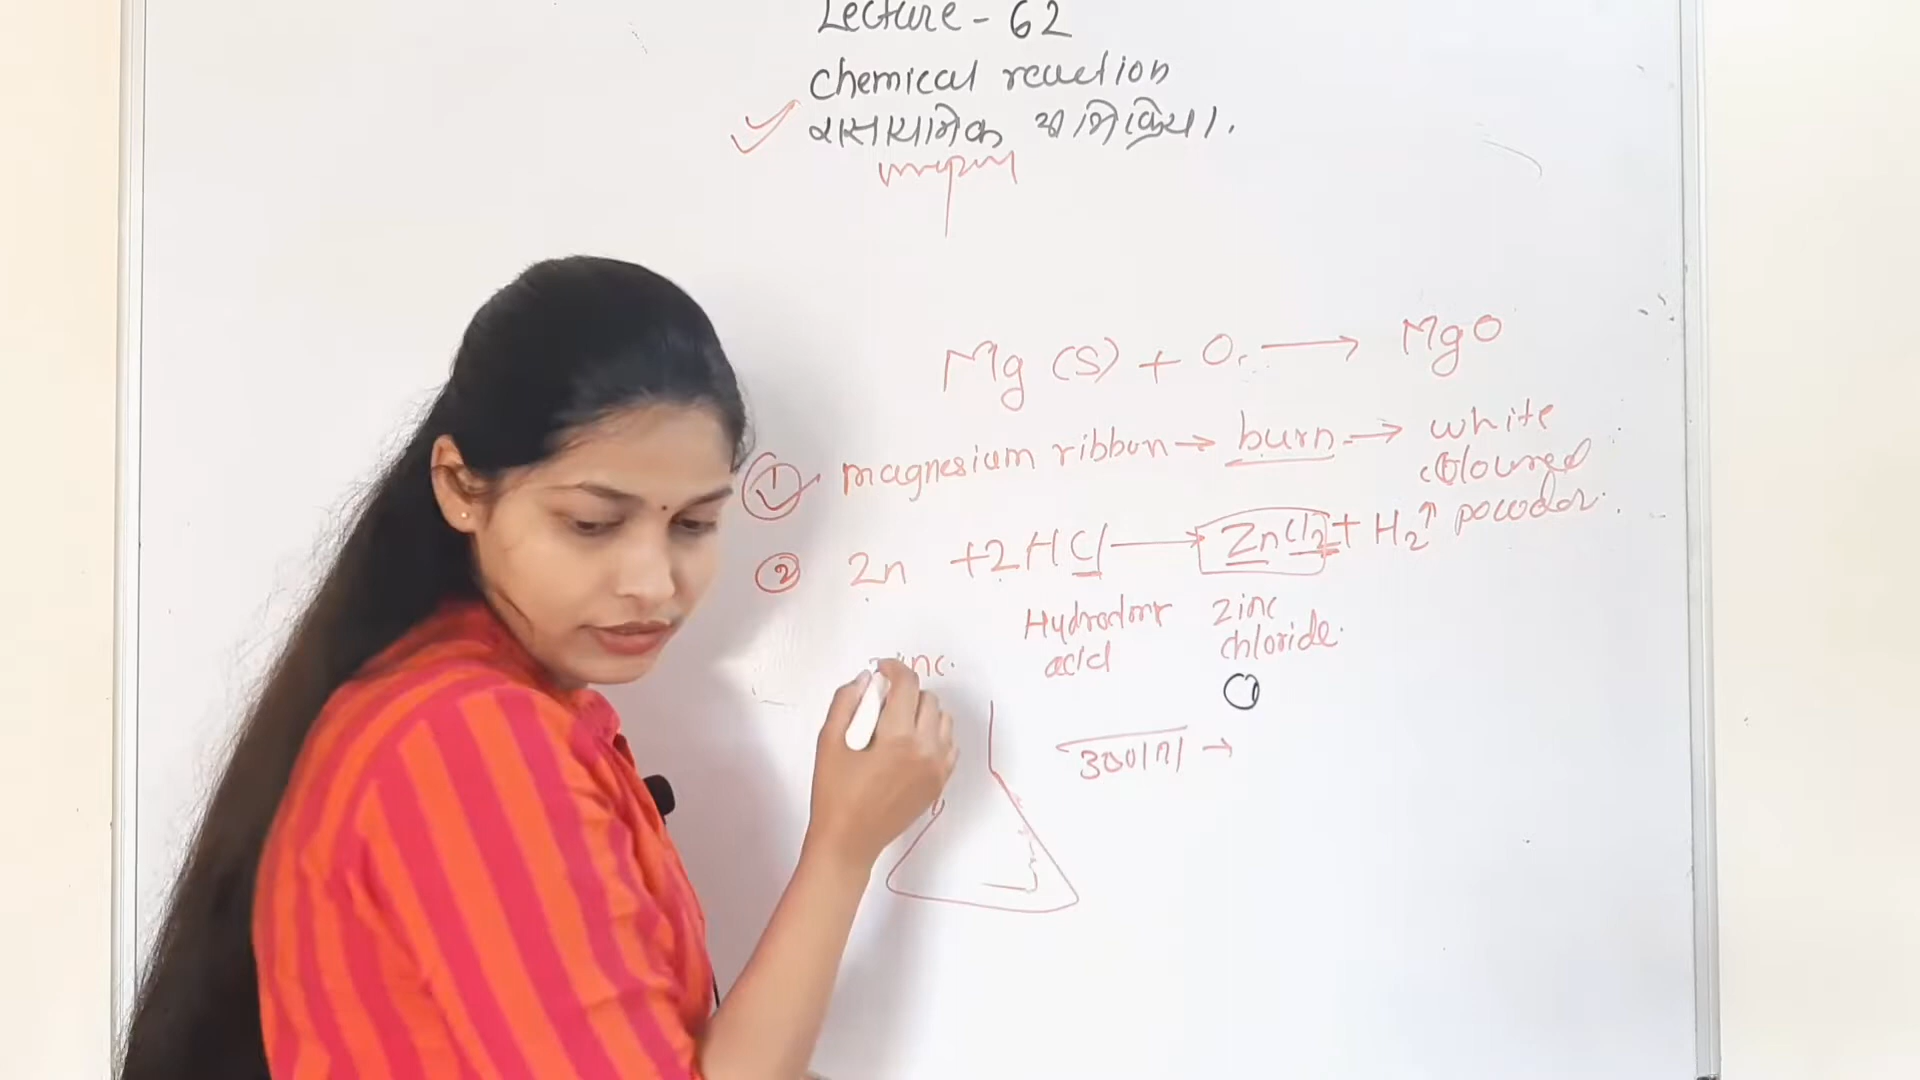 Lecture - 62
Chemical reaction
रासायनिक अभिक्रिया.
Mg (s) + O₂ → MgO
① magnesium ribbon → burn → white
coloured
powder.
② Zn + 2HCl → ZnCl₂ + H₂↑
zinc.
acid
Zinc
chloride.